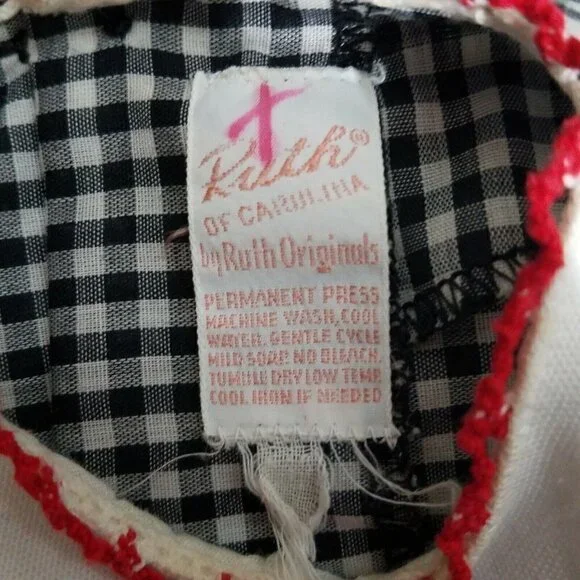 Ruth®
OF CAROLINA
by Ruth Originals
PERMANENT PRESS
MACHINE WASH, COOL
WATER, GENTLE CYCLE
MILD SOAP, NO BLEACH,
TUMBLE DRY LOW TEMP.
COOL IRON IF NEEDED